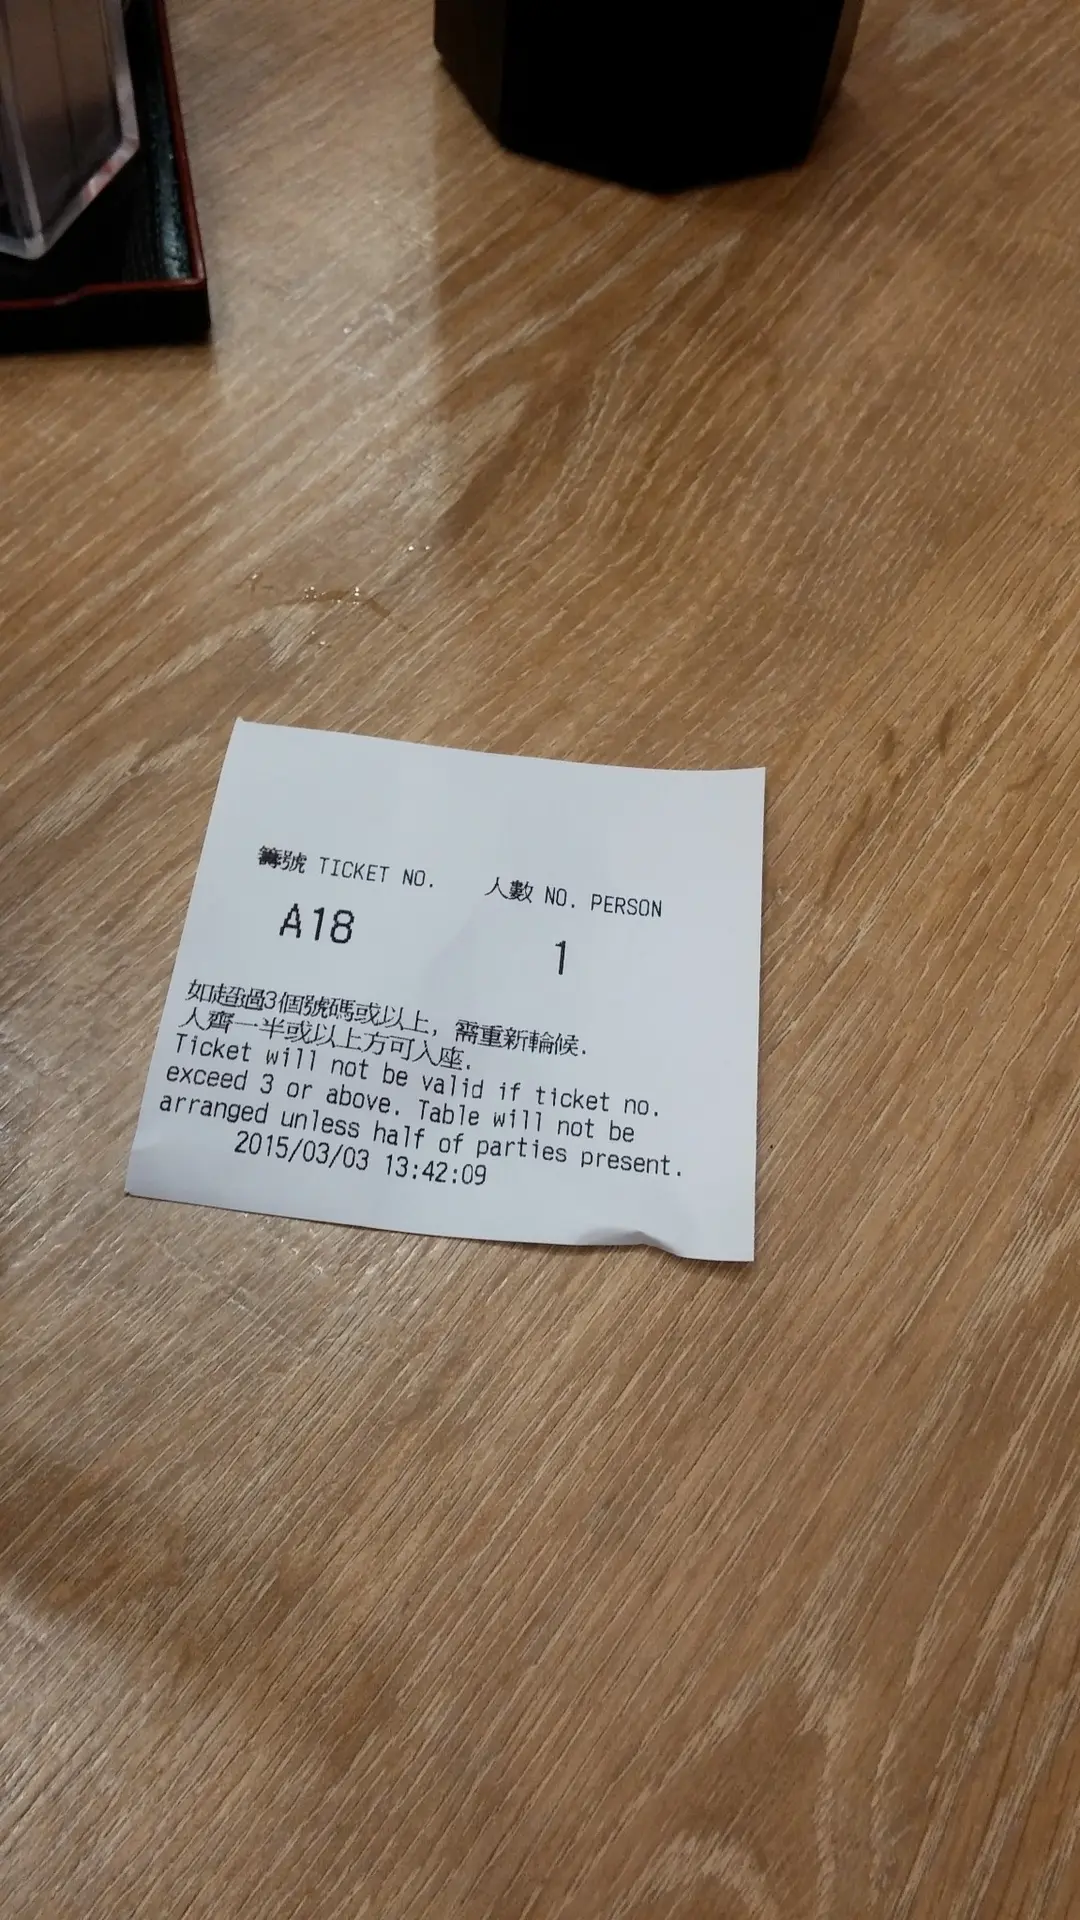 籌號 TICKET NO. 人數 NO. PERSON
A18 1
如超過3個號碼或以上, 需重新輪候.
人齊一半或以上方可入座.
Ticket will not be valid if ticket no.
exceed 3 or above. Table will not be
arranged unless half of parties present.
2015/03/03 13:42:09